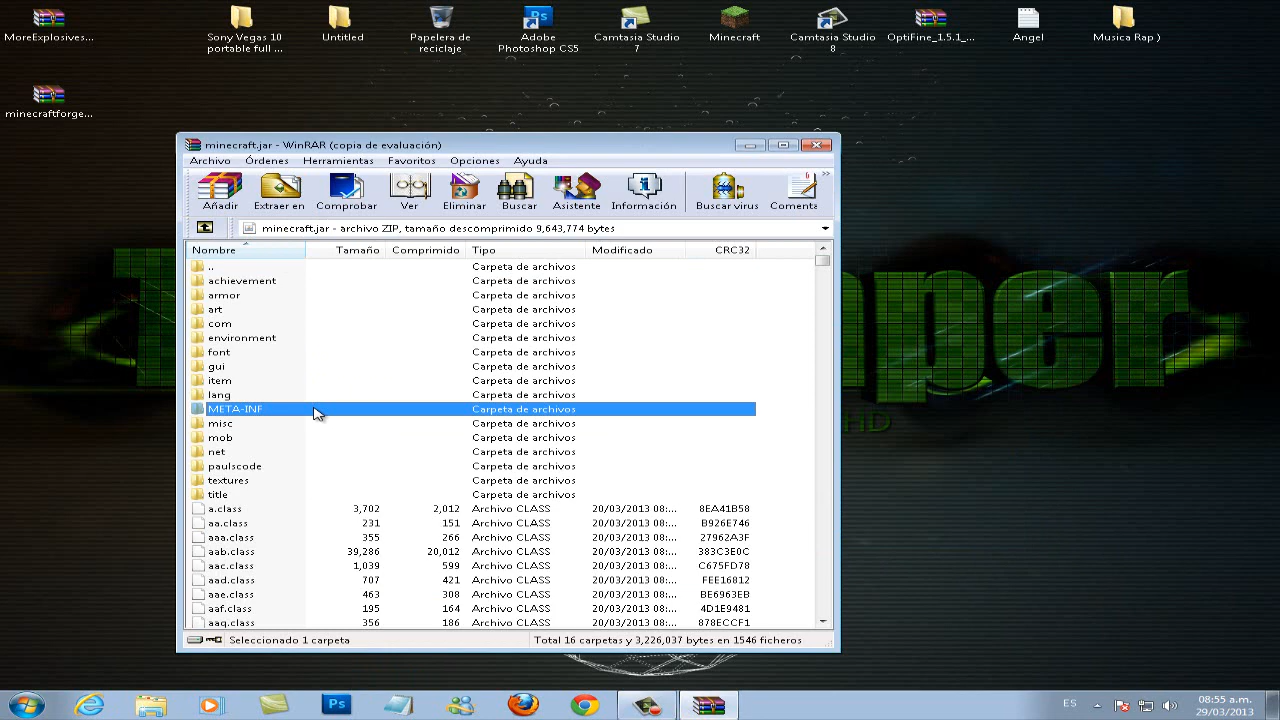 MoreExplosives...
Sony Vegas 10
portable full ...
Untitled
Papelera de
reciclaje
Adobe
Photoshop CS5
Camtasia Studio
7
Minecraft
Camtasia Studio
8
OptiFine_1.5.1_...
Angel
Musica Rap )
minecraftforge...
minecraft.jar - WinRAR (copia de evaluación)
Archivo Órdenes Herramientas Favoritos Opciones Ayuda
Añadir Extraer en Comprobar Ver Eliminar Buscar Asistente Información Buscar virus Comenta
minecraft.jar - archivo ZIP, tamaño descomprimido 9,643,774 bytes
Nombre Tamaño Comprimido Tipo Modificado CRC32
.. Carpeta de archivos
achievement Carpeta de archivos
armor Carpeta de archivos
art Carpeta de archivos
com Carpeta de archivos
environment Carpeta de archivos
font Carpeta de archivos
gui Carpeta de archivos
item Carpeta de archivos
lang Carpeta de archivos
META-INF Carpeta de archivos
misc Carpeta de archivos
mob Carpeta de archivos
net Carpeta de archivos
paulscode Carpeta de archivos
textures Carpeta de archivos
title Carpeta de archivos
a.class 3,702 2,012 Archivo CLASS 20/03/2013 08:... 8EA41B58
aa.class 231 151 Archivo CLASS 20/03/2013 08:... B926E746
aaa.class 355 266 Archivo CLASS 20/03/2013 08:... 27962A3F
aab.class 39,286 20,012 Archivo CLASS 20/03/2013 08:... 383C3E0C
aac.class 1,039 599 Archivo CLASS 20/03/2013 08:... C675FD78
aad.class 707 421 Archivo CLASS 20/03/2013 08:... FEE16812
aae.class 463 308 Archivo CLASS 20/03/2013 08:... BE6963EB
aaf.class 195 164 Archivo CLASS 20/03/2013 08:... 4D1E9481
aaq.class 356 186 Archivo CLASS 20/03/2013 08:... 878ECCF1
Seleccionado 1 carpeta Total 16 carpetas y 3,226,037 bytes en 1546 ficheros
HD
Ps
ES
08:55 a.m.
29/03/2013